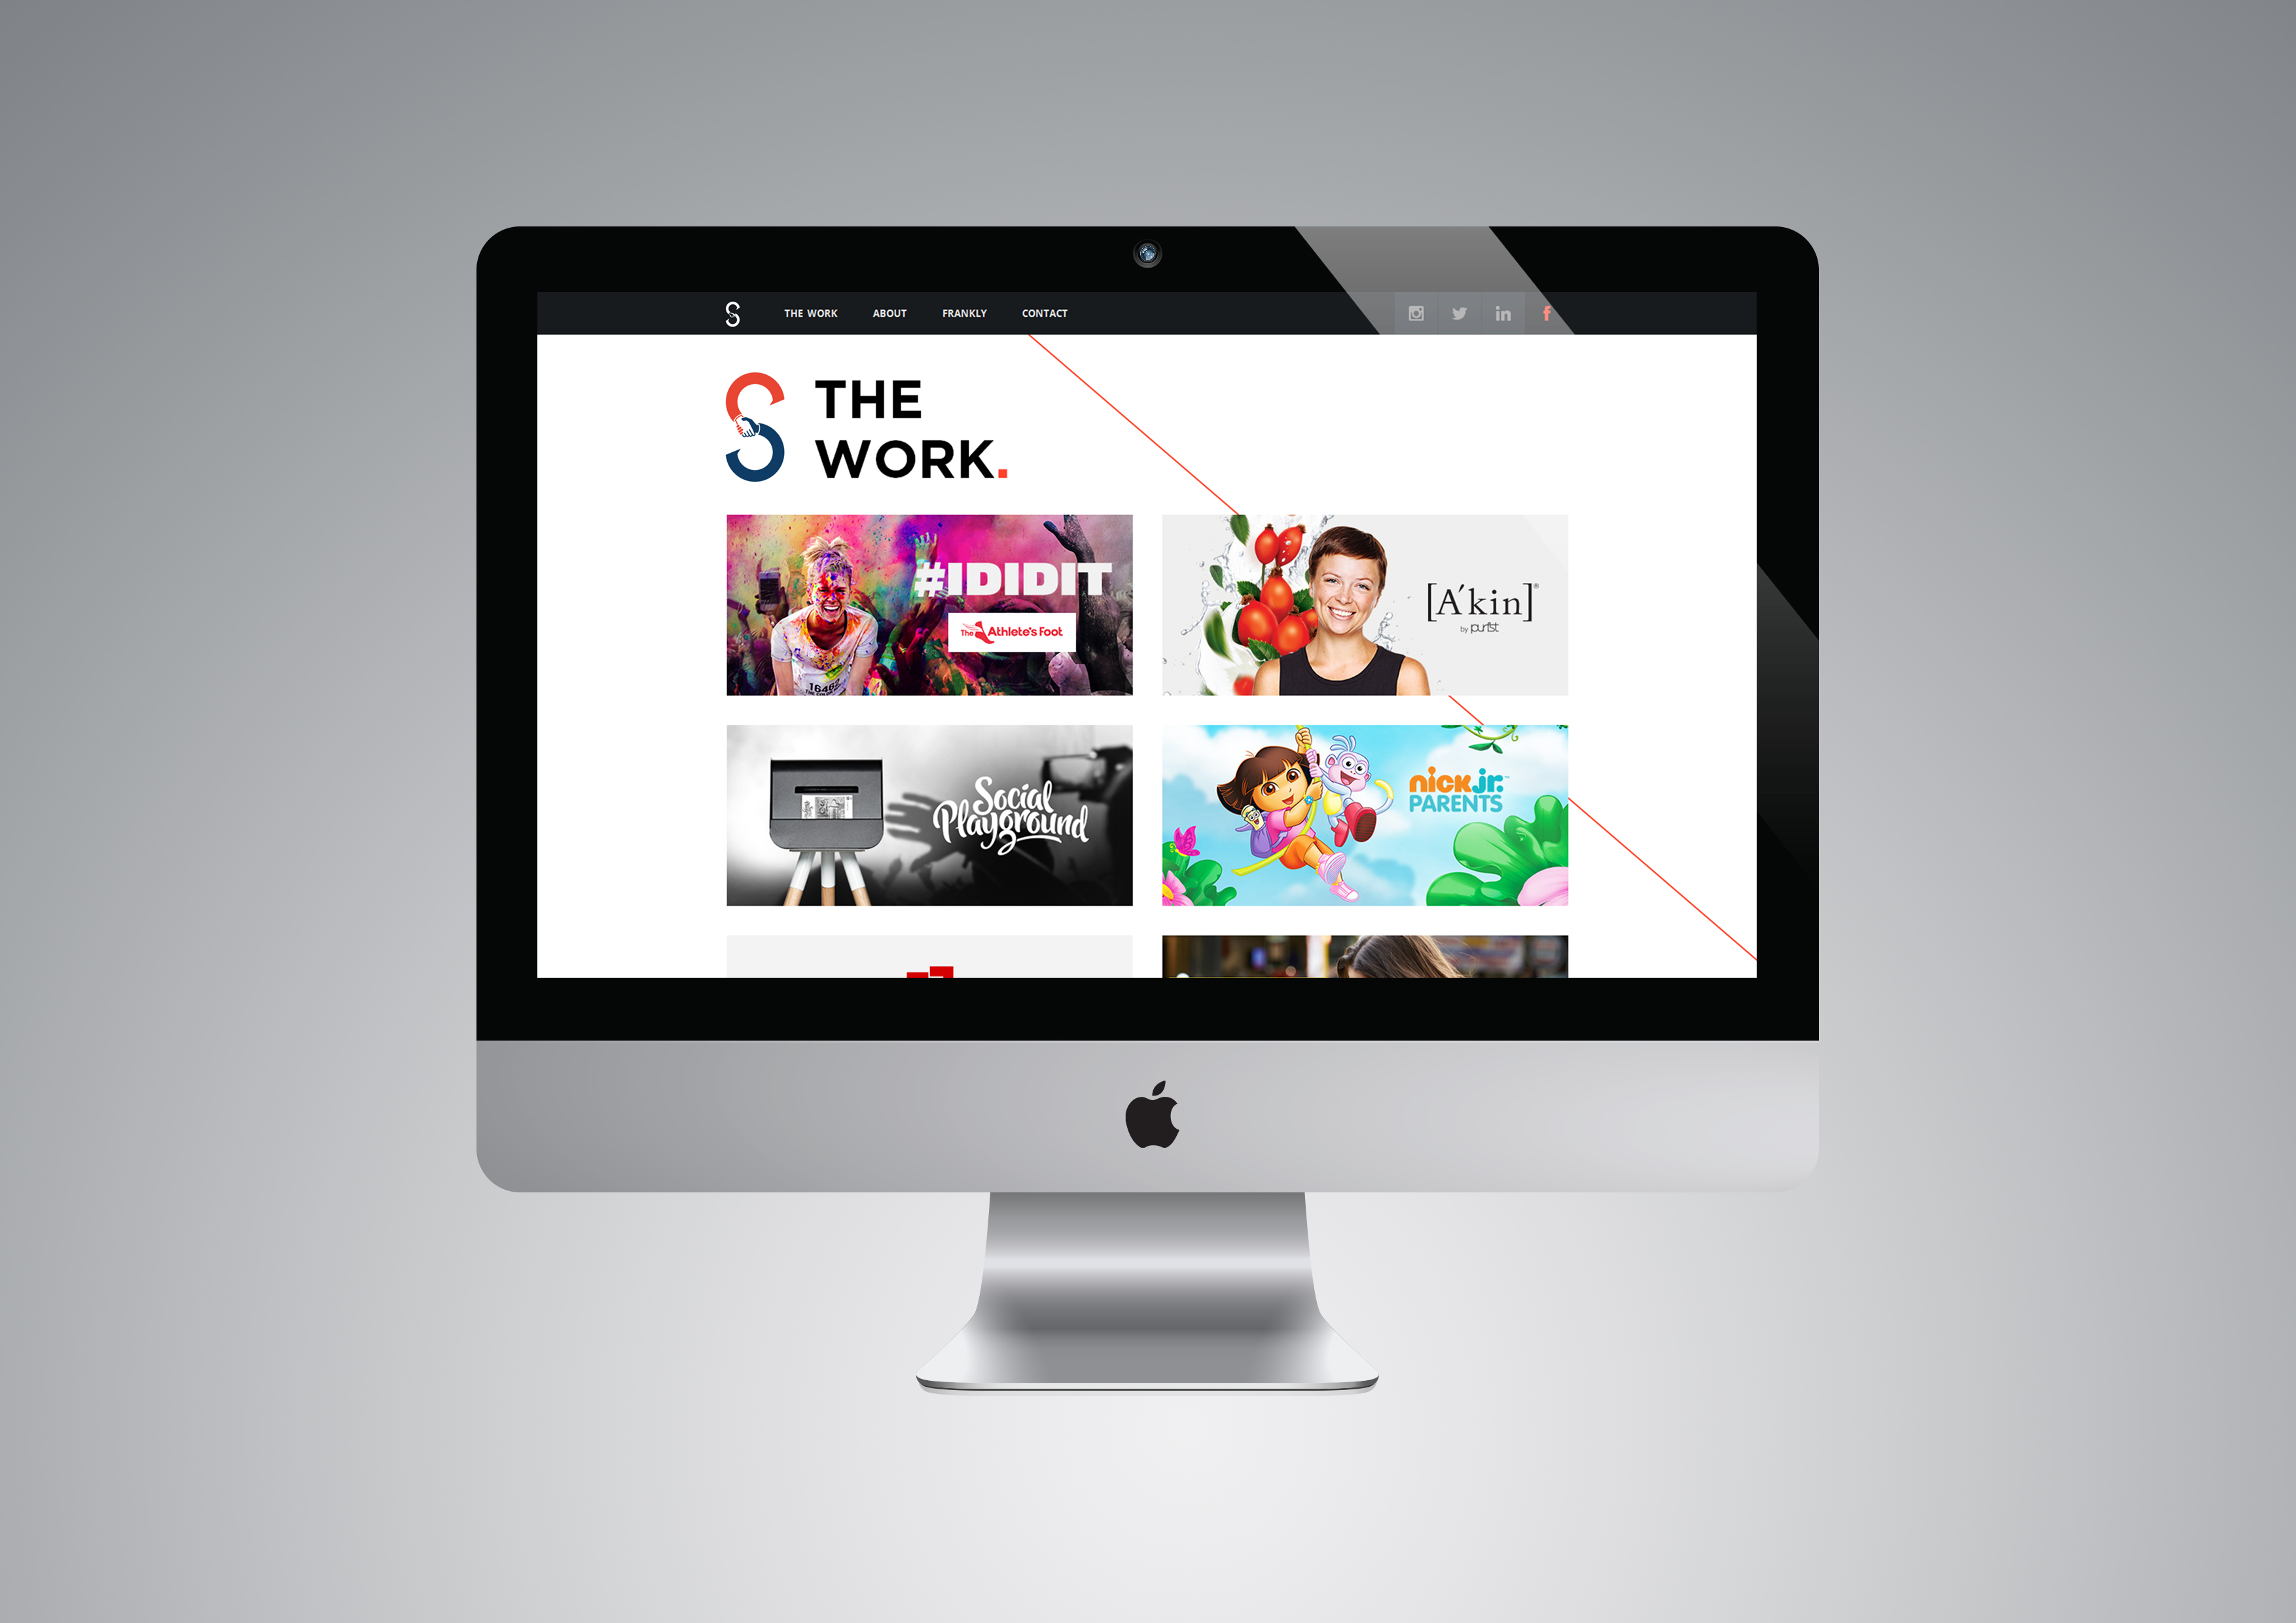 THE WORK
ABOUT
FRANKLY
CONTACT
THE
WORK.
#IDIDIT
The Athlete's Foot
[A'kin]®
by purist
Social
Playground
nick jr.™
PARENTS